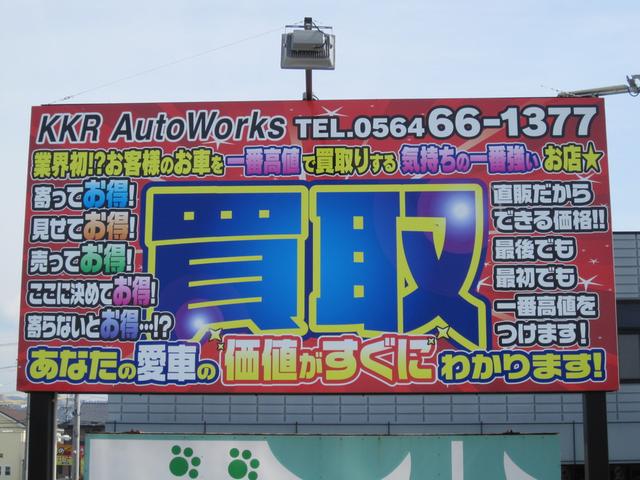 KKR AutoWorks TEL.0564 66-1377
業界初!?お客様のお車を一番高値で買取りする気持ちの一番強いお店★
寄ってお得!
見せてお得!
売ってお得!
ここに決めてお得!
寄らないとお得…!?
買取
直販だから
できる価格!!
最後でも
最初でも
一番高値を
つけます!
あなたの愛車の"価値がすぐに"わかります!